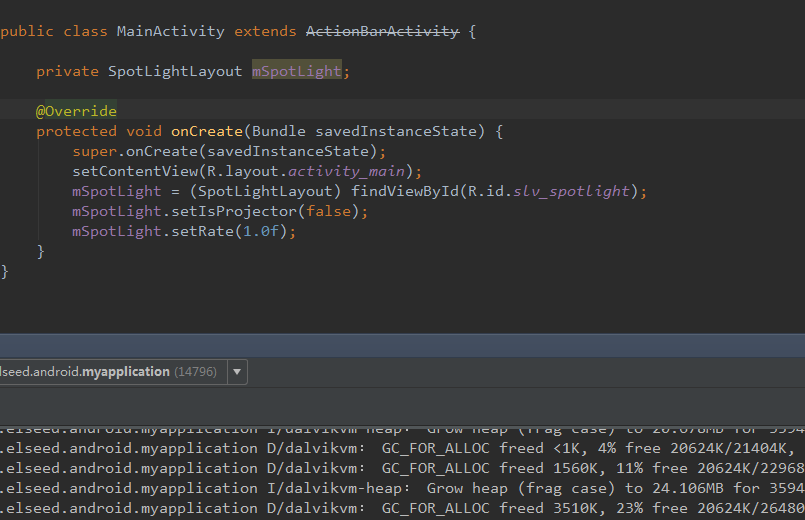 public class MainActivity extends ActionBarActivity {
private SpotLightLayout mSpotLight;
@Override
protected void onCreate(Bundle savedInstanceState) {
super.onCreate(savedInstanceState);
setContentView(R.layout.activity_main);
mSpotLight = (SpotLightLayout) findViewById(R.id.slv_spotlight);
mSpotLight.setIsProjector(false);
mSpotLight.setRate(1.0f);
}
}
elseed.android.myapplication (14796)
.elseed.android.myapplication I/dalvikvm-heap: Grow heap (frag case) to 20.678MB for 3594
.elseed.android.myapplication D/dalvikvm: GC_FOR_ALLOC freed <1K, 4% free 20624K/21404K,
.elseed.android.myapplication D/dalvikvm: GC_FOR_ALLOC freed 1560K, 11% free 20624K/22968
.elseed.android.myapplication I/dalvikvm-heap: Grow heap (frag case) to 24.106MB for 3594
.elseed.android.myapplication D/dalvikvm: GC_FOR_ALLOC freed 3510K, 23% free 20624K/26480